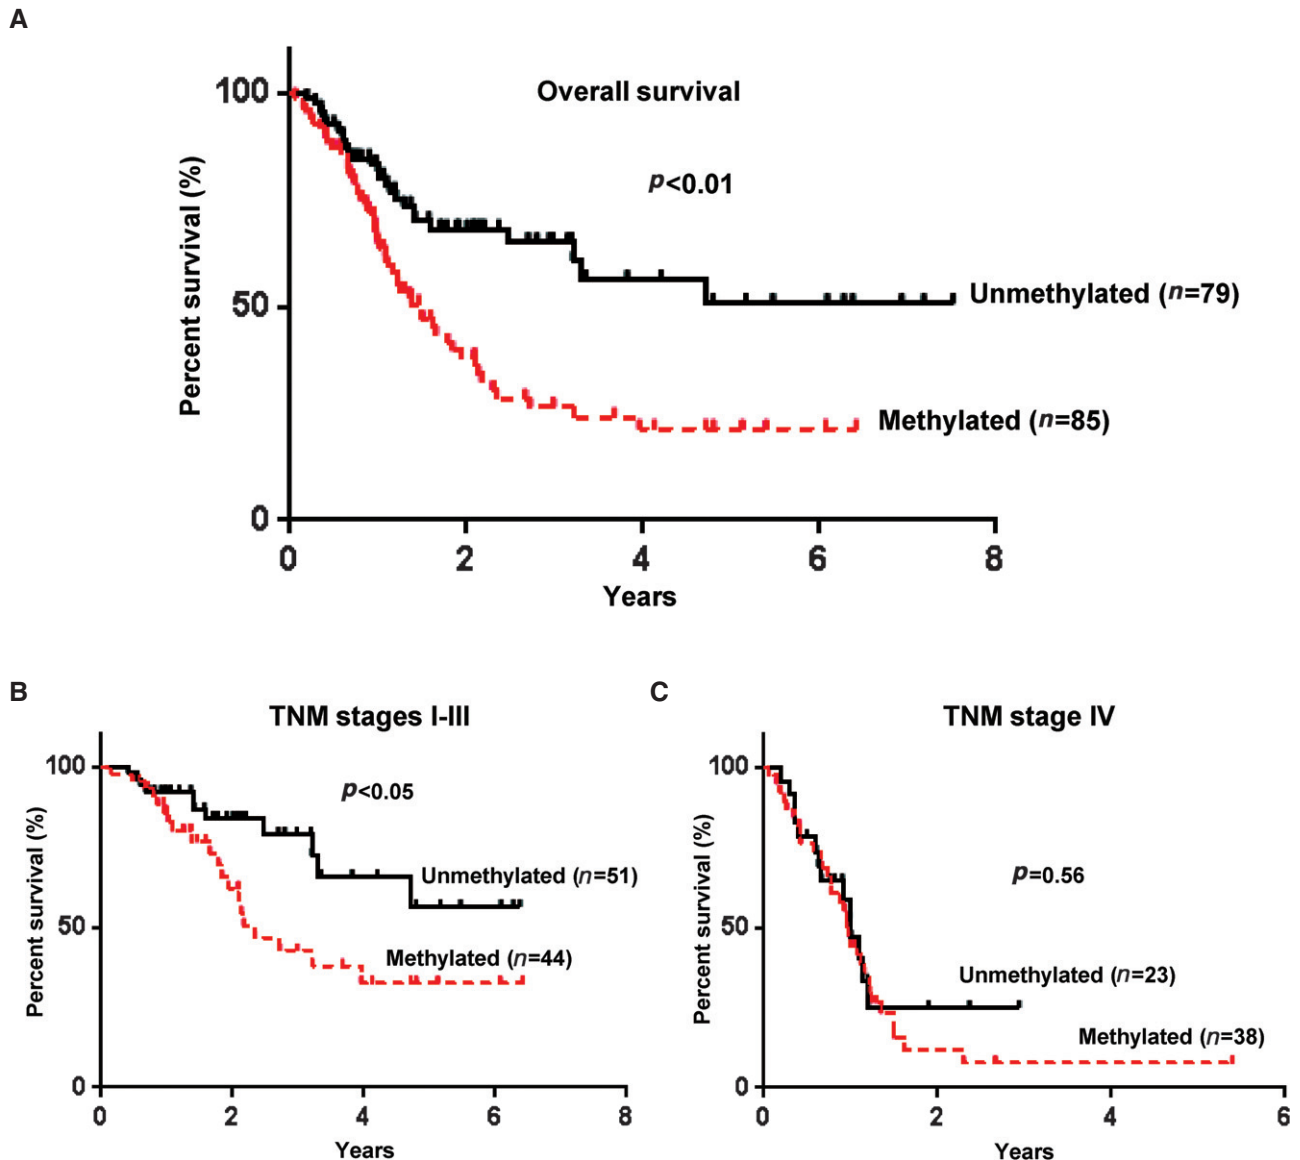 A
Overall survival
p<0.01
Percent survival (%)
100
50
0
Unmethylated (n=79)
Methylated (n=85)
0 2 4 6 8
Years
B
TNM stages I-III
p<0.05
Percent survival (%)
100
50
0
Unmethylated (n=51)
Methylated (n=44)
0 2 4 6 8
Years
C
TNM stage IV
p=0.56
Percent survival (%)
100
50
0
Unmethylated (n=23)
Methylated (n=38)
0 2 4 6
Years